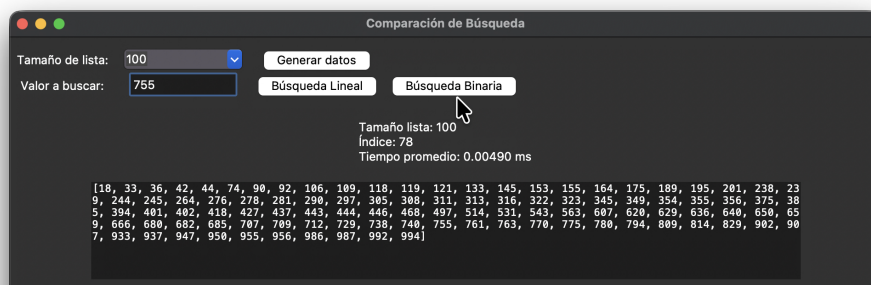 Comparación de Búsqueda
Tamaño de lista: 100 Generar datos
Valor a buscar: 755 Búsqueda Lineal Búsqueda Binaria
Tamaño lista: 100
Índice: 78
Tiempo promedio: 0.00490 ms
[18, 33, 36, 42, 44, 74, 90, 92, 106, 109, 118, 119, 121, 133, 145, 153, 155, 164, 175, 189, 195, 201, 238, 23
9, 244, 245, 264, 276, 278, 281, 290, 297, 305, 308, 311, 313, 316, 322, 323, 345, 349, 354, 355, 356, 375, 38
5, 394, 401, 402, 418, 427, 437, 443, 444, 446, 468, 497, 514, 531, 543, 563, 607, 620, 629, 636, 640, 650, 65
9, 666, 680, 682, 685, 707, 709, 712, 729, 738, 740, 755, 761, 763, 770, 775, 780, 794, 809, 814, 829, 902, 90
7, 933, 937, 947, 950, 955, 956, 986, 987, 992, 994]